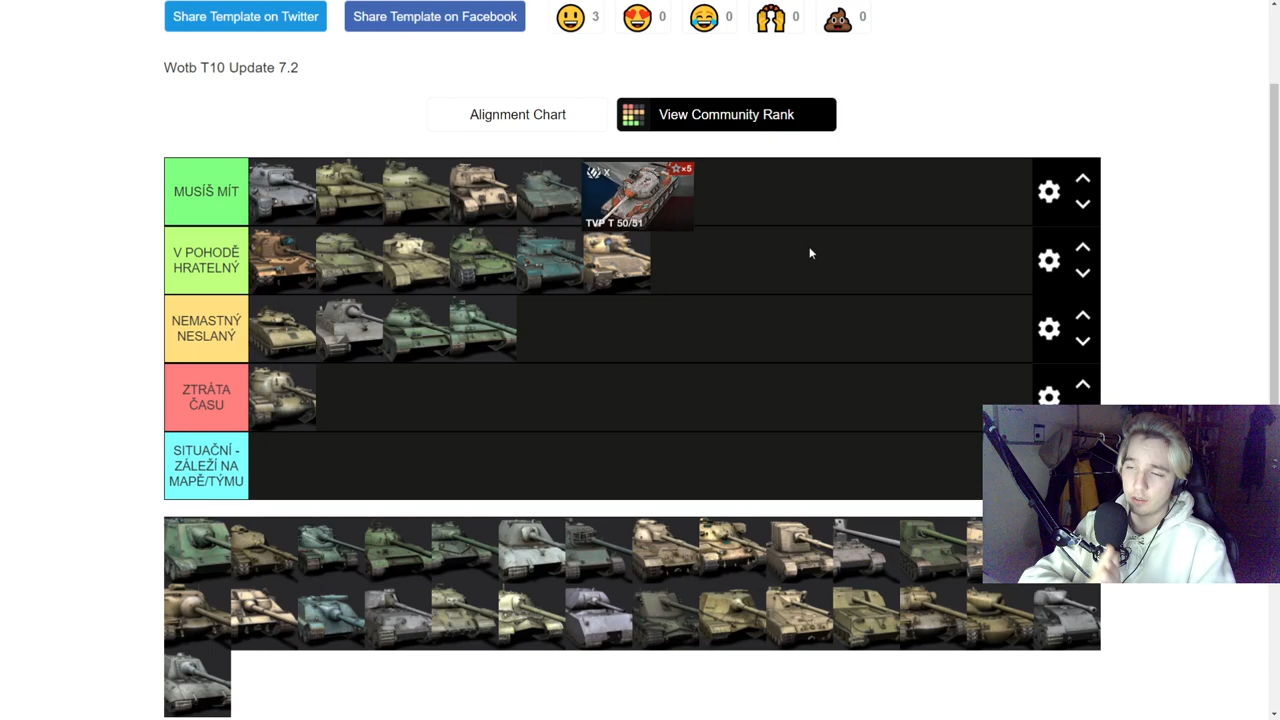 Share Template on Twitter
Share Template on Facebook
3
0
0
0
0
Wotb T10 Update 7.2
Alignment Chart
View Community Rank
MUSÍŠ MÍT
X
x5
TVP T 50/51
V POHODĚ
HRATELNÝ
NEMASTNÝ
NESLANÝ
ZTRÁTA
ČASU
SITUAČNÍ -
ZÁLEŽÍ NA
MAPĚ/TÝMU